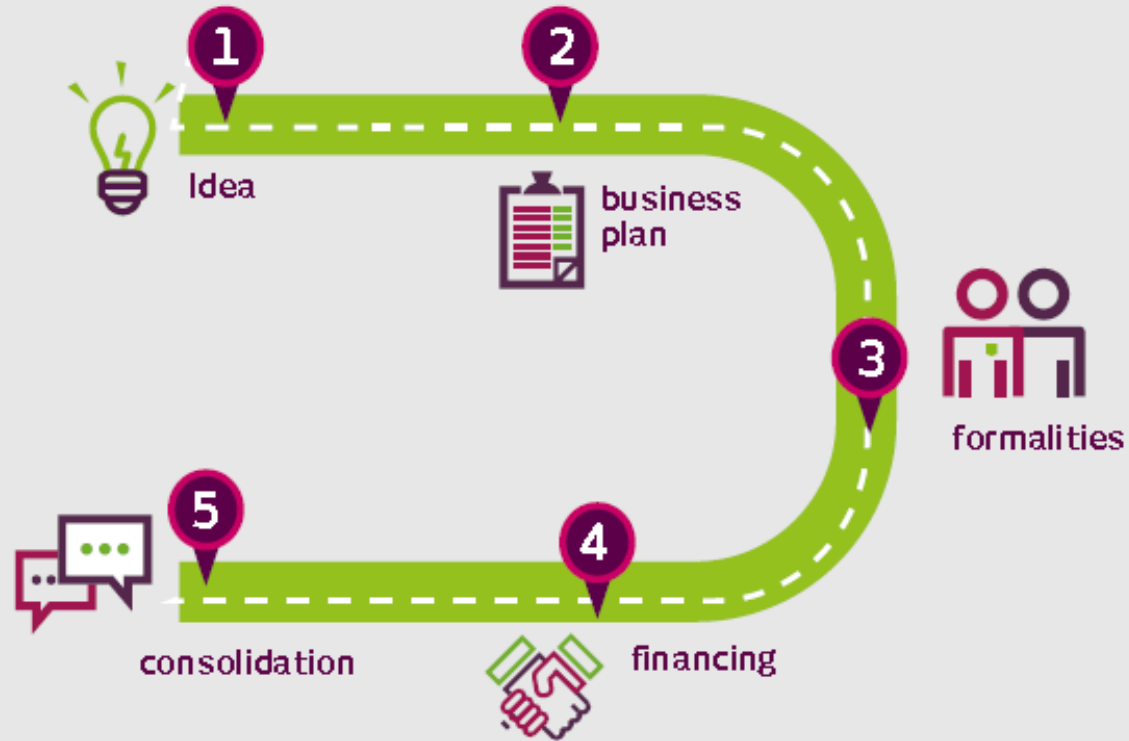 1
2
Idea
business
plan
3
formalities
5
4
consolidation
financing